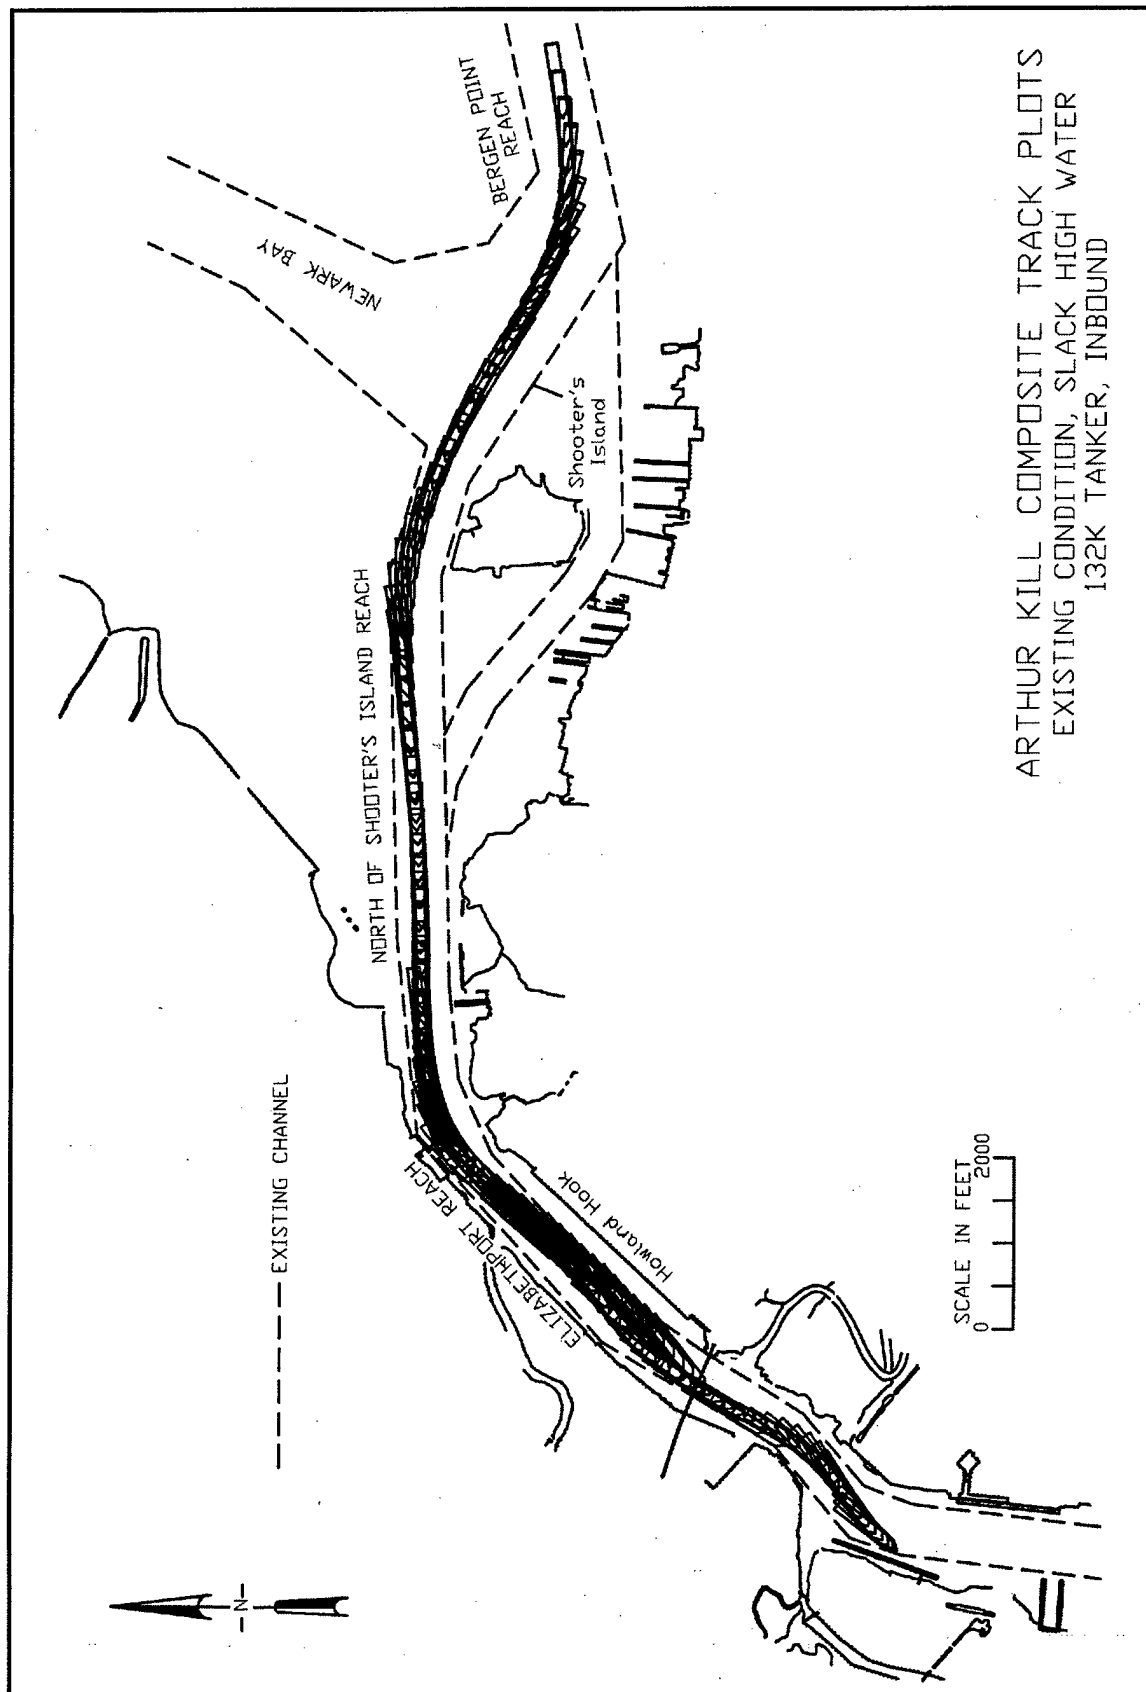 BERGEN POINT
REACH
NEWARK BAY
Shooter's
Island
NORTH OF SHOOTER'S ISLAND REACH
EXISTING CHANNEL
ELIZABETHPORT REACH
Howland Hook
SCALE IN FEET
0 2000
N
ARTHUR KILL COMPOSITE TRACK PLOTS
EXISTING CONDITION, SLACK HIGH WATER
132K TANKER, INBOUND